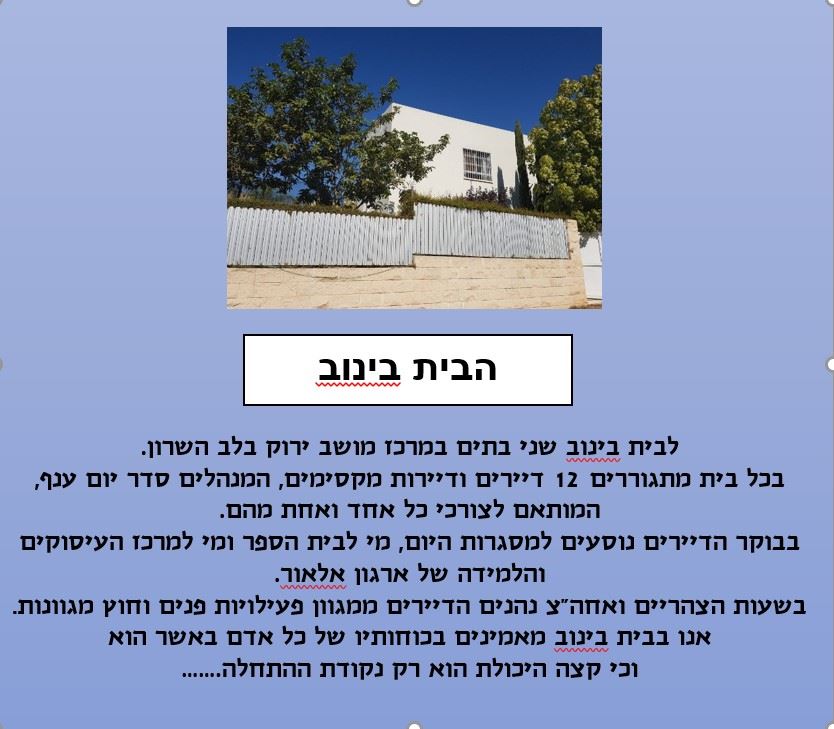 הבית בינוב
לבית בינוב שני בתים במרכז מושב ירוק בלב השרון.
בכל בית מתגוררים 12 דיירים ודיירות מקסימים, המנהלים סדר יום ענף,
המותאם לצורכי כל אחד ואחת מהם.
בבוקר הדיירים נוסעים למסגרות היום, מי לבית הספר ומי למרכז העיסוקים
והלמידה של ארגון אלאור.
בשעות הצהריים ואחה"צ נהנים הדיירים ממגוון פעילויות פנים וחוץ מגוונות.
אנו בבית בינוב מאמינים בכוחותיו של כל אדם באשר הוא
וכי קצה היכולת הוא רק נקודת ההתחלה.......